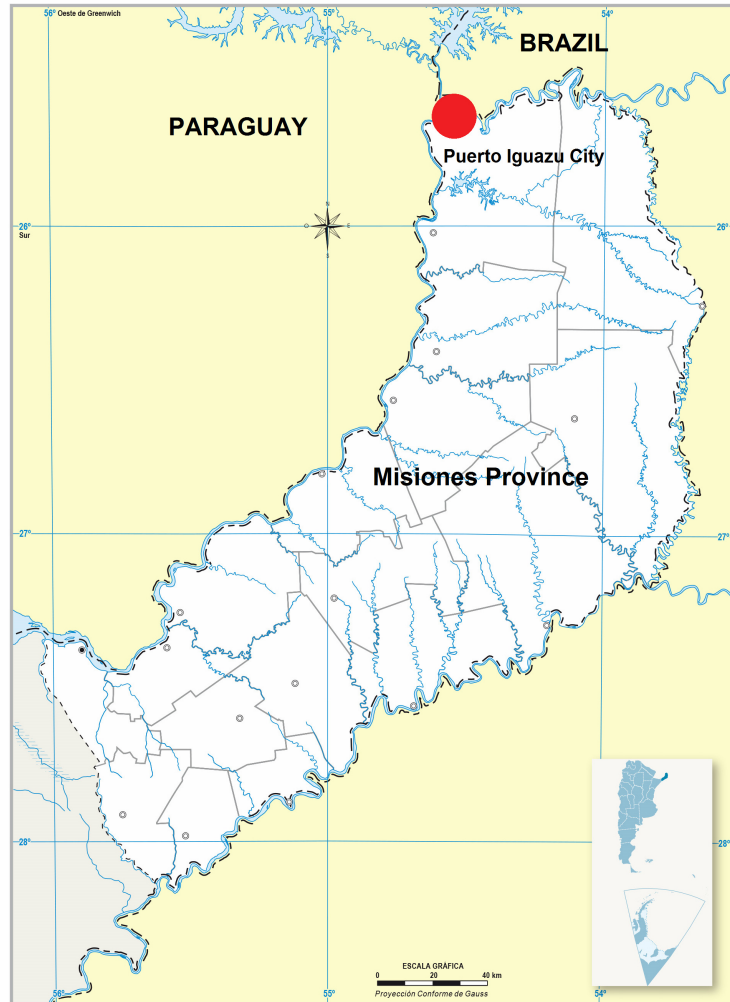 56° Oeste de Greenwich
55°
54°
BRAZIL
PARAGUAY
Puerto Iguazu City
N
O
E
S
26°
26°
Sur
Misiones Province
27°
27°
28°
28°
ESCALA GRÁFICA
0 20 40 km
Proyección Conforme de Gauss
56°
55°
54°